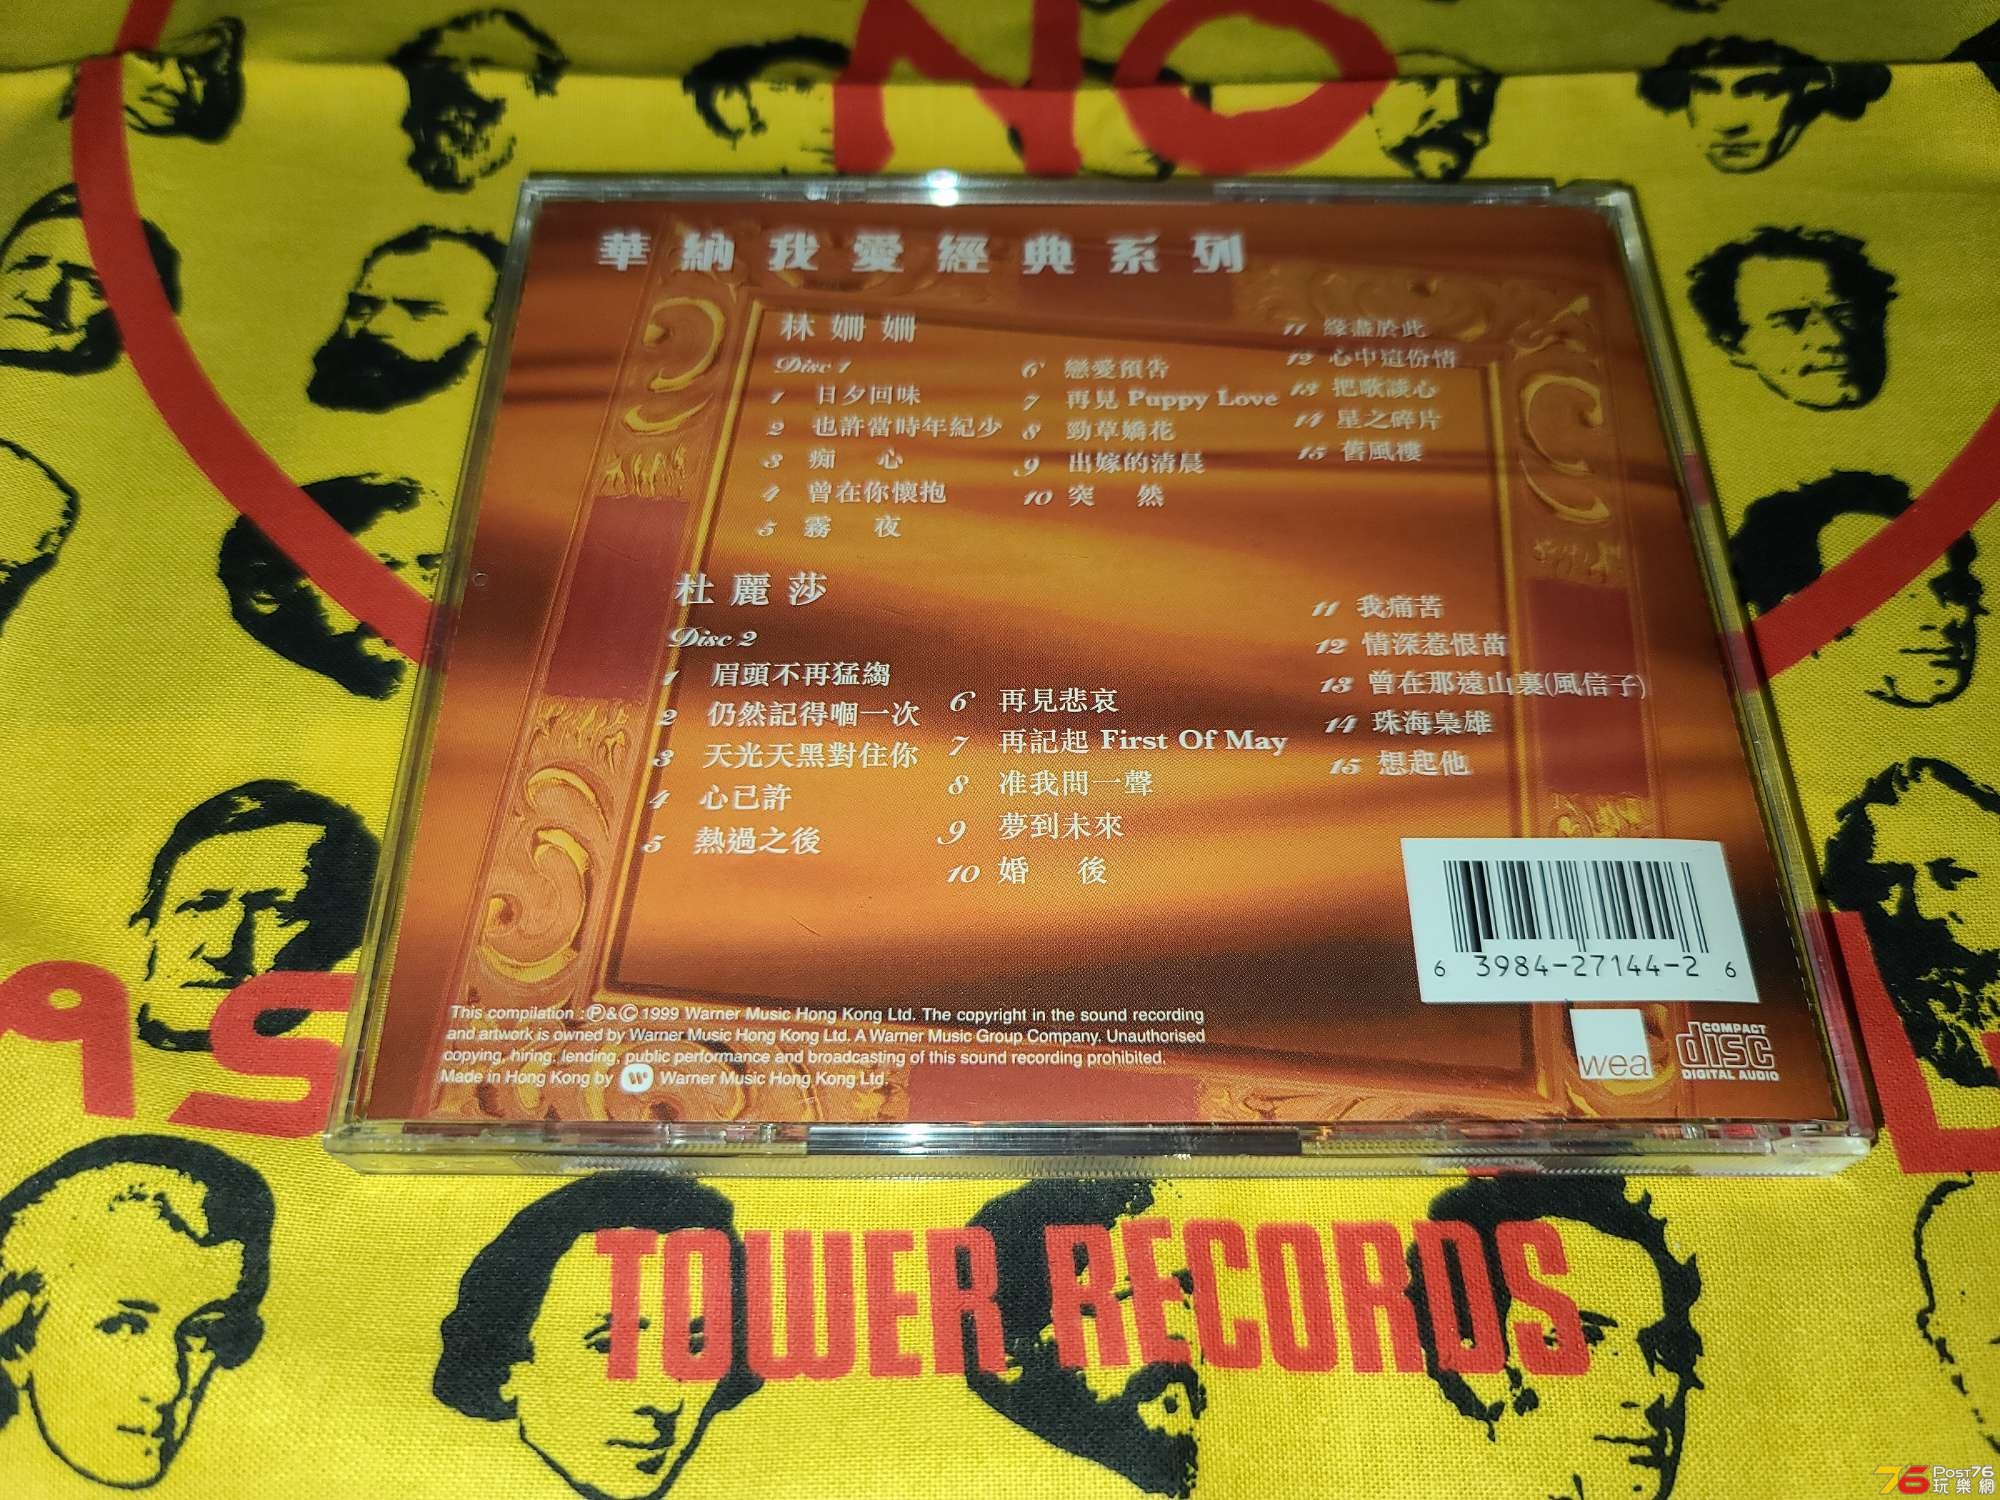 NO
華納我愛經典系列
林姍姍
Disc 1
1 日夕回味
2 也許當時年紀少
3 痴 心
4 曾在你懷抱
5 霧 夜
6 戀愛預告
7 再見 Puppy Love
8 勁草嬌花
9 出嫁的清晨
10 突 然
11 緣盡於此
12 心中這份情
13 把歌談心
14 星之碎片
15 舊風褸
杜麗莎
Disc 2
1 眉頭不再猛縐
2 仍然記得嗰一次
3 天光天黑對住你
4 心已許
5 熱過之後
6 再見悲哀
7 再記起 First Of May
8 准我問一聲
9 夢到未來
10 婚 後
11 我痛苦
12 情深惹恨苗
13 曾在那遠山裏(風信子)
14 珠海梟雄
15 想起他
6 3984-27144-2 6
This compilation : ℗&© 1999 Warner Music Hong Kong Ltd. The copyright in the sound recording
and artwork is owned by Warner Music Hong Kong Ltd. A Warner Music Group Company. Unauthorised
copying, hiring, lending, public performance and broadcasting of this sound recording prohibited.
Made in Hong Kong by Warner Music Hong Kong Ltd.
wea
COMPACT
disc
DIGITAL AUDIO
TOWER RECORDS
76 POST76
玩樂網